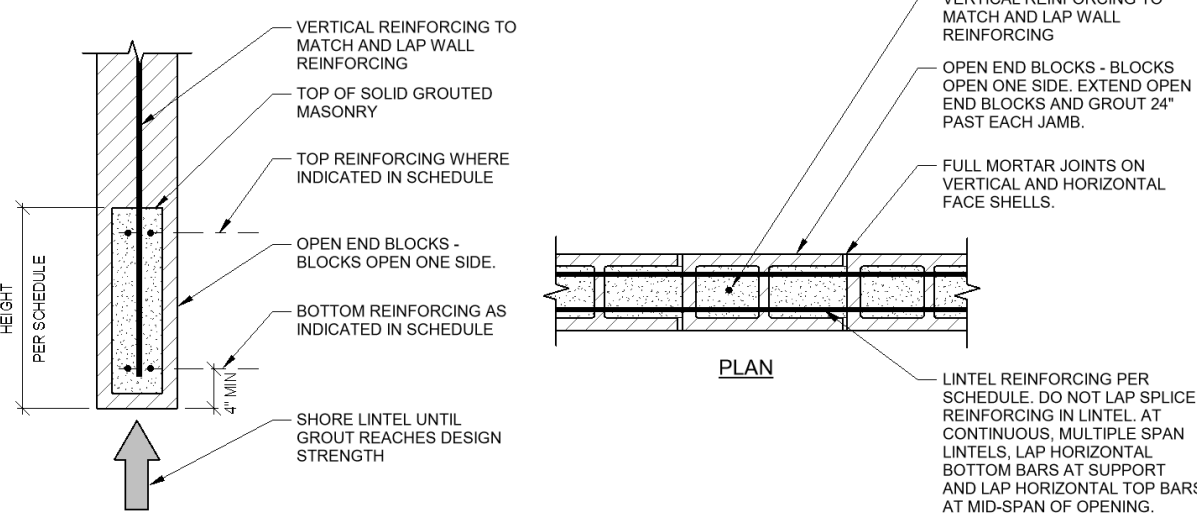 VERTICAL REINFORCING TO
MATCH AND LAP WALL
REINFORCING
TOP OF SOLID GROUTED
MASONRY
TOP REINFORCING WHERE
INDICATED IN SCHEDULE
OPEN END BLOCKS -
BLOCKS OPEN ONE SIDE.
BOTTOM REINFORCING AS
INDICATED IN SCHEDULE
SHORE LINTEL UNTIL
GROUT REACHES DESIGN
STRENGTH
HEIGHT
PER SCHEDULE
4" MIN
VERTICAL REINFORCING TO
MATCH AND LAP WALL
REINFORCING
OPEN END BLOCKS - BLOCKS
OPEN ONE SIDE. EXTEND OPEN
END BLOCKS AND GROUT 24"
PAST EACH JAMB.
FULL MORTAR JOINTS ON
VERTICAL AND HORIZONTAL
FACE SHELLS.
PLAN
LINTEL REINFORCING PER
SCHEDULE. DO NOT LAP SPLICE
REINFORCING IN LINTEL. AT
CONTINUOUS, MULTIPLE SPAN
LINTELS, LAP HORIZONTAL
BOTTOM BARS AT SUPPORT
AND LAP HORIZONTAL TOP BARS
AT MID-SPAN OF OPENING.